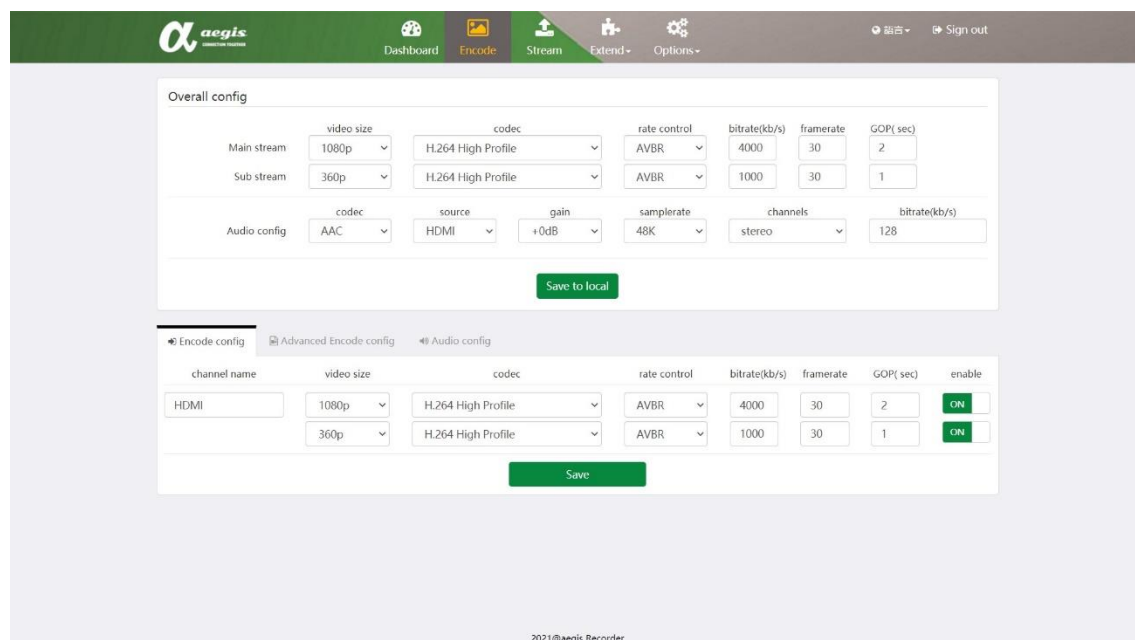 aegis
CONNECTION TOGETHER
Dashboard Encode Stream Extend Options 語言 Sign out
Overall config
video size codec rate control bitrate(kb/s) framerate GOP( sec)
Main stream 1080p H.264 High Profile AVBR 4000 30 2
Sub stream 360p H.264 High Profile AVBR 1000 30 1
codec source gain samplerate channels bitrate(kb/s)
Audio config AAC HDMI +0dB 48K stereo 128
Save to local
Encode config Advanced Encode config Audio config
channel name video size codec rate control bitrate(kb/s) framerate GOP( sec) enable
HDMI 1080p H.264 High Profile AVBR 4000 30 2 ON
360p H.264 High Profile AVBR 1000 30 1 ON
Save
2021@aegis Recorder